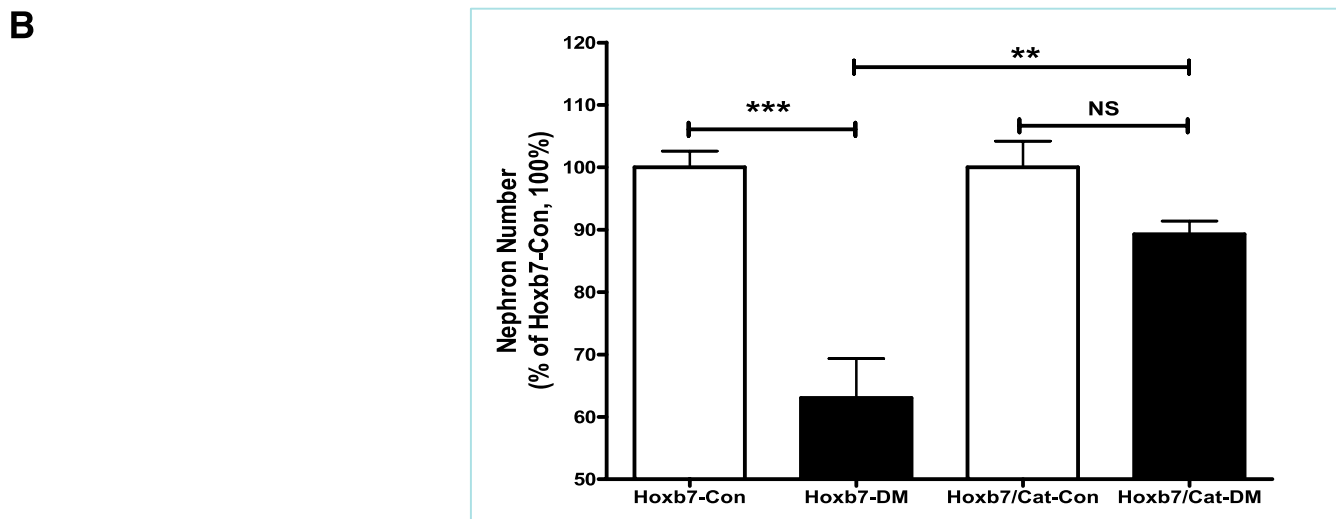 B
120
110
100
90
80
70
60
50
Nephron Number
(% of Hoxb7-Con, 100%)
***
**
NS
Hoxb7-Con Hoxb7-DM Hoxb7/Cat-Con Hoxb7/Cat-DM